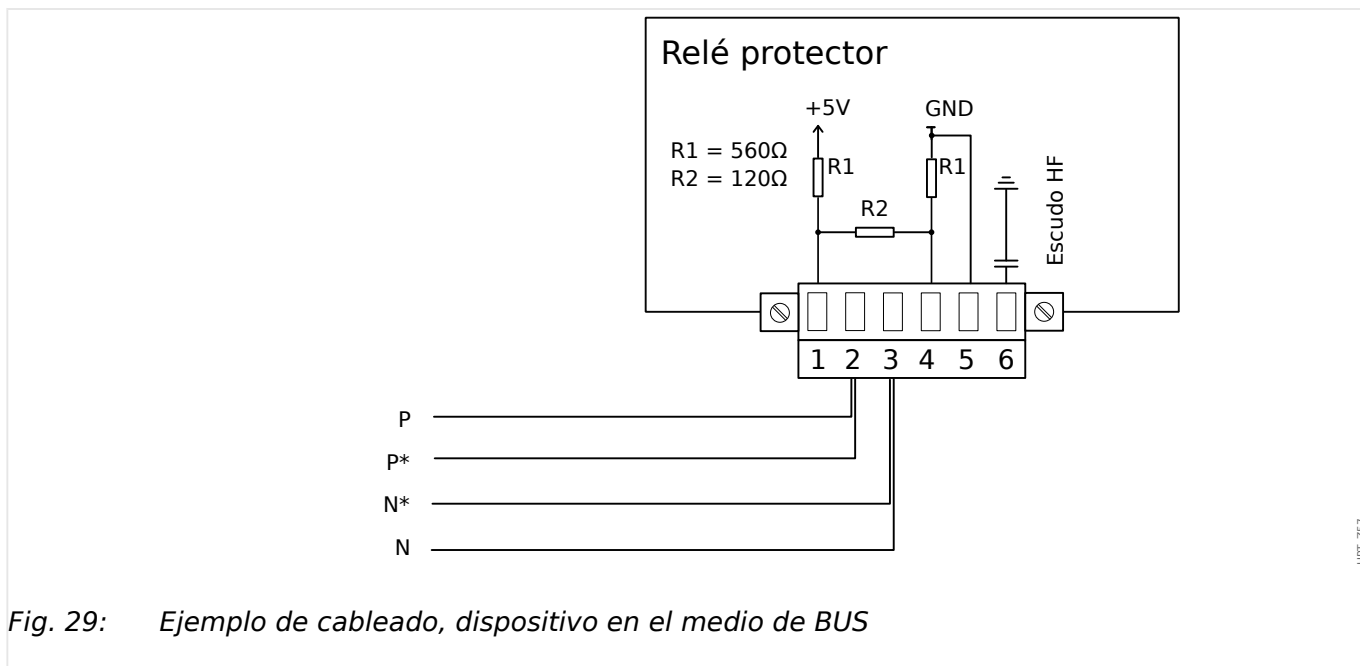 Relé protector
+5V
GND
R1 = 560Ω
R2 = 120Ω
R1
R1
R2
Escudo HF
1 2 3 4 5 6
P
P*
N*
N
Fig. 29: Ejemplo de cableado, dispositivo en el medio de BUS